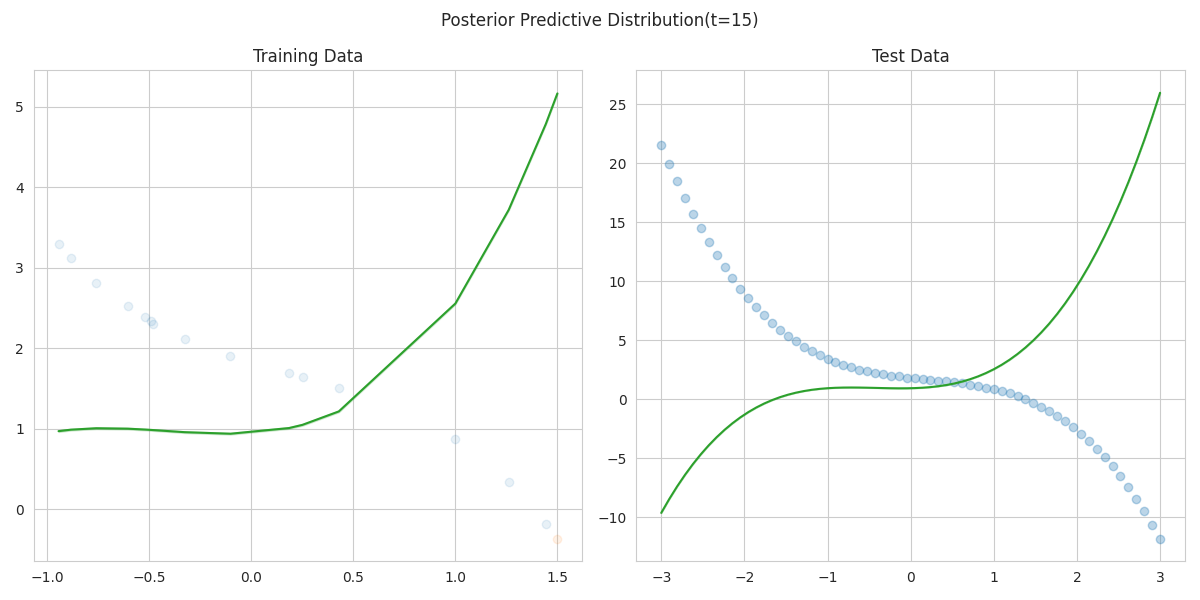 Posterior Predictive Distribution(t=15)
Training Data
5
4
3
2
1
0
−1.0 −0.5 0.0 0.5 1.0 1.5
Test Data
25
20
15
10
5
0
−5
−10
−3 −2 −1 0 1 2 3